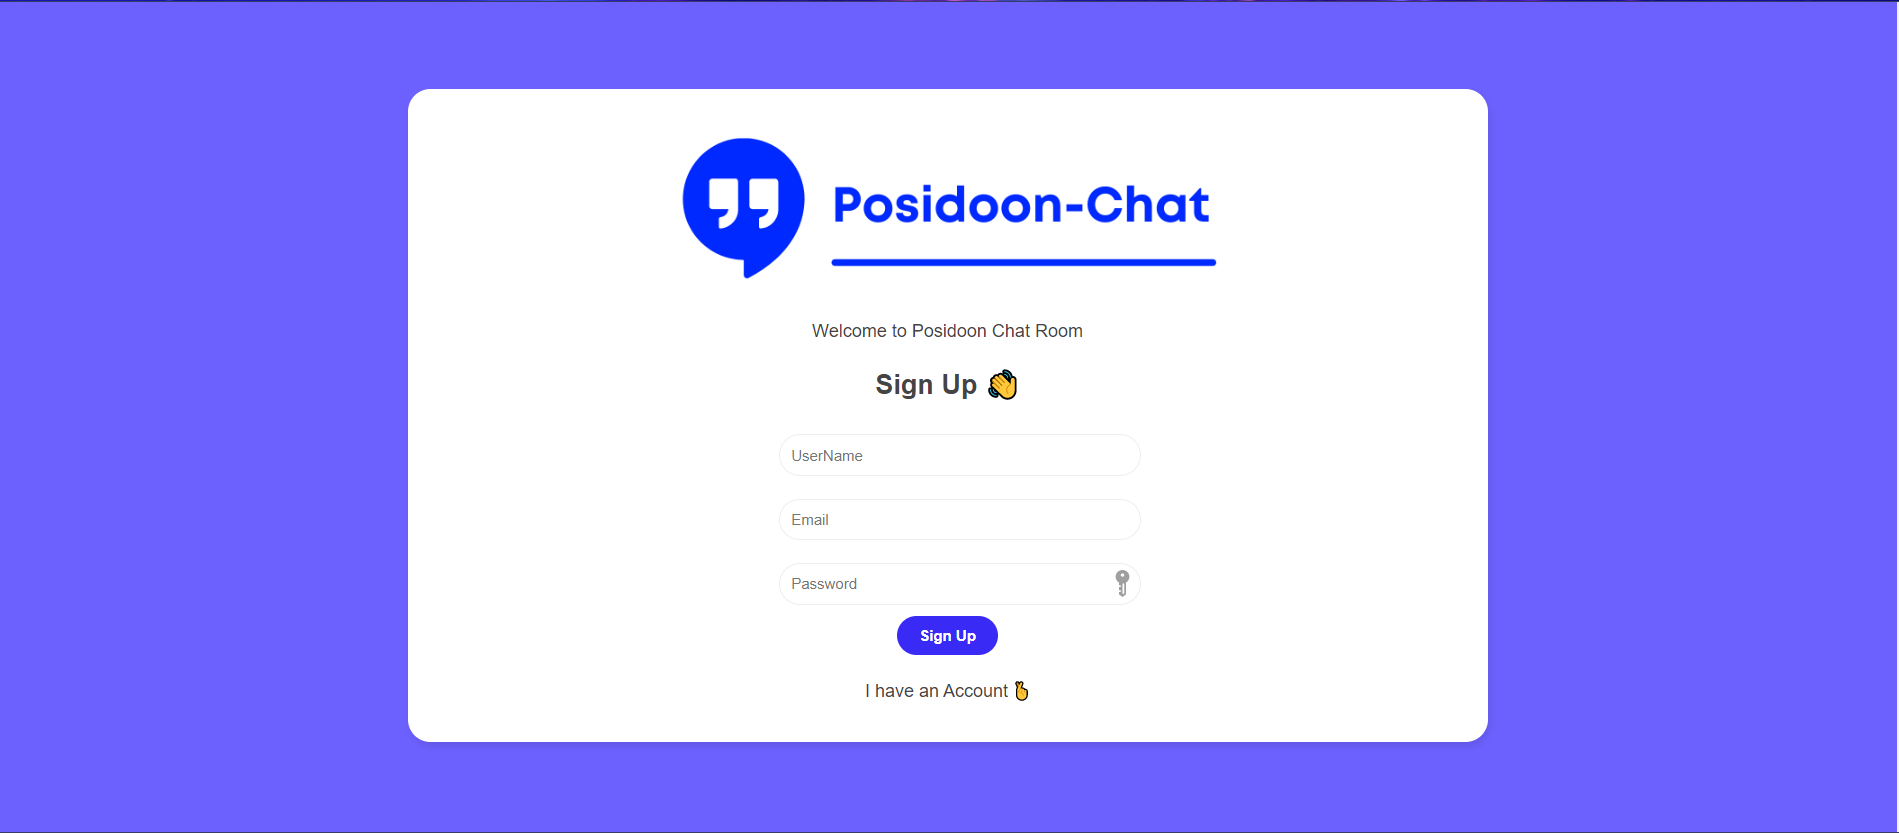 Posidoon-Chat
Welcome to Posidoon Chat Room
Sign Up 👋
UserName
Email
Password
Sign Up
I have an Account 🫰